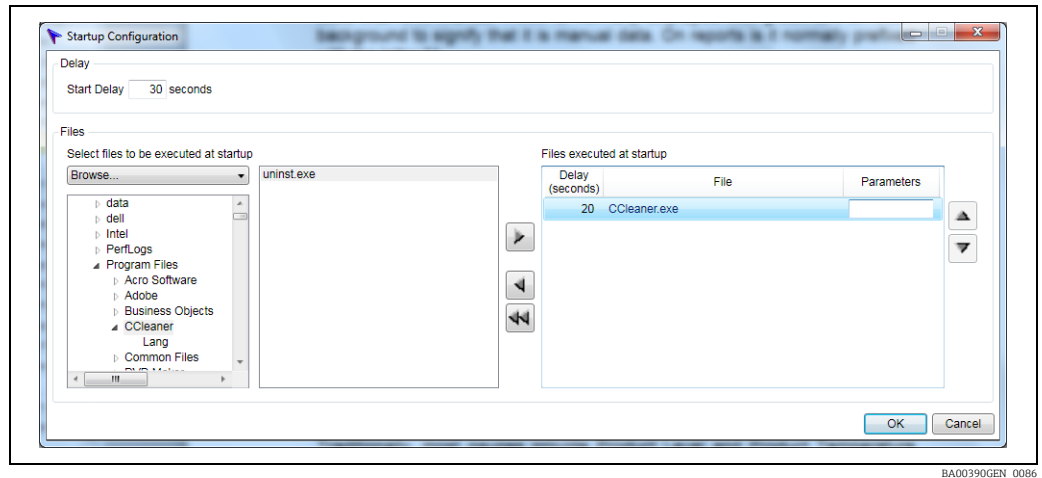 background to signify that it is manual data. On reports is it normally prefixed
Startup Configuration
Delay
Start Delay 30 seconds
Files
Select files to be executed at startup
Files executed at startup
Browse...
uninst.exe
Delay (seconds) File Parameters
20 CCleaner.exe
data
dell
Intel
PerfLogs
Program Files
Acro Software
Adobe
Business Objects
CCleaner
Lang
Common Files
OK Cancel
BA00390GEN_0086